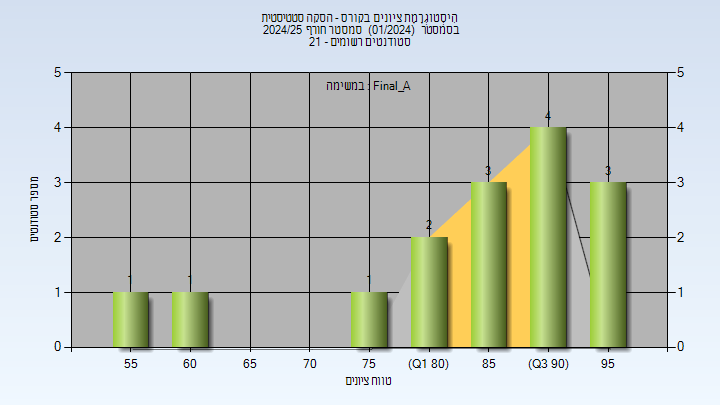 היסטוגרמת ציונים בקורס - הסקה סטטיסטית
בסמסטר (01/2024) סמסטר חורף 2024/25
סטודנטים רשומים - 21
במשימה : Final_A
מספר סטודנטים
5 5
4 4
3 3
2 2
1 1
0 0
1 1 1 2 3 4 3
55 60 65 70 75 (Q1 80) 85 (Q3 90) 95
טווח ציונים